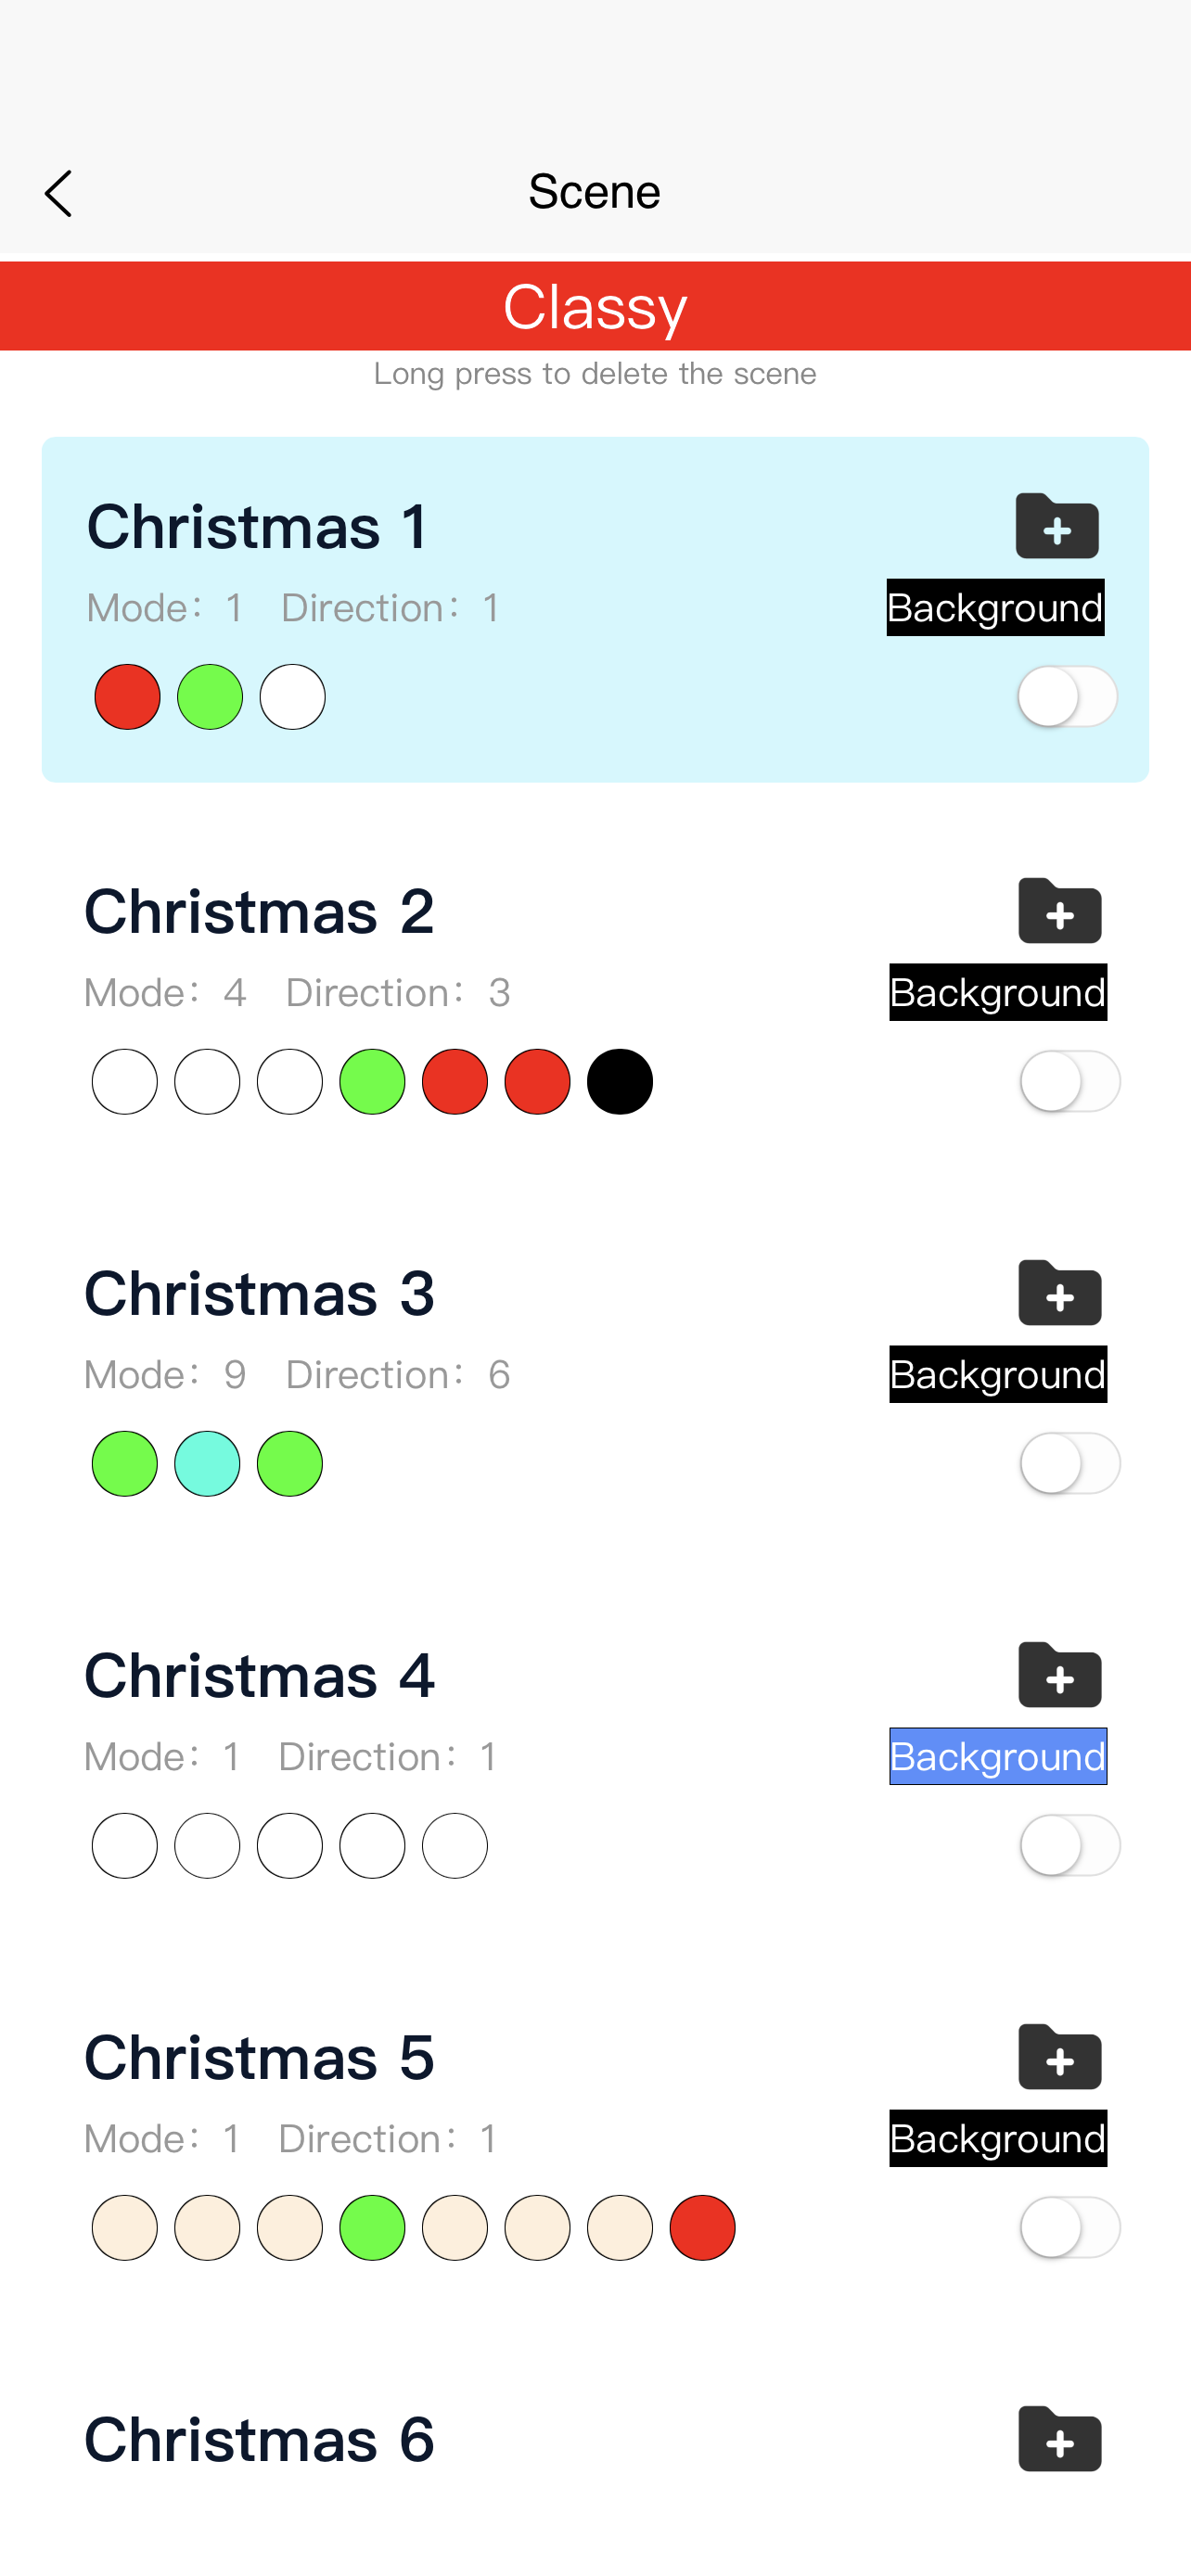 Scene
Classy
Long press to delete the scene
Christmas 1
Mode: 1 Direction: 1 Background
Christmas 2
Mode: 4 Direction: 3 Background
Christmas 3
Mode: 9 Direction: 6 Background
Christmas 4
Mode: 1 Direction: 1 Background
Christmas 5
Mode: 1 Direction: 1 Background
Christmas 6